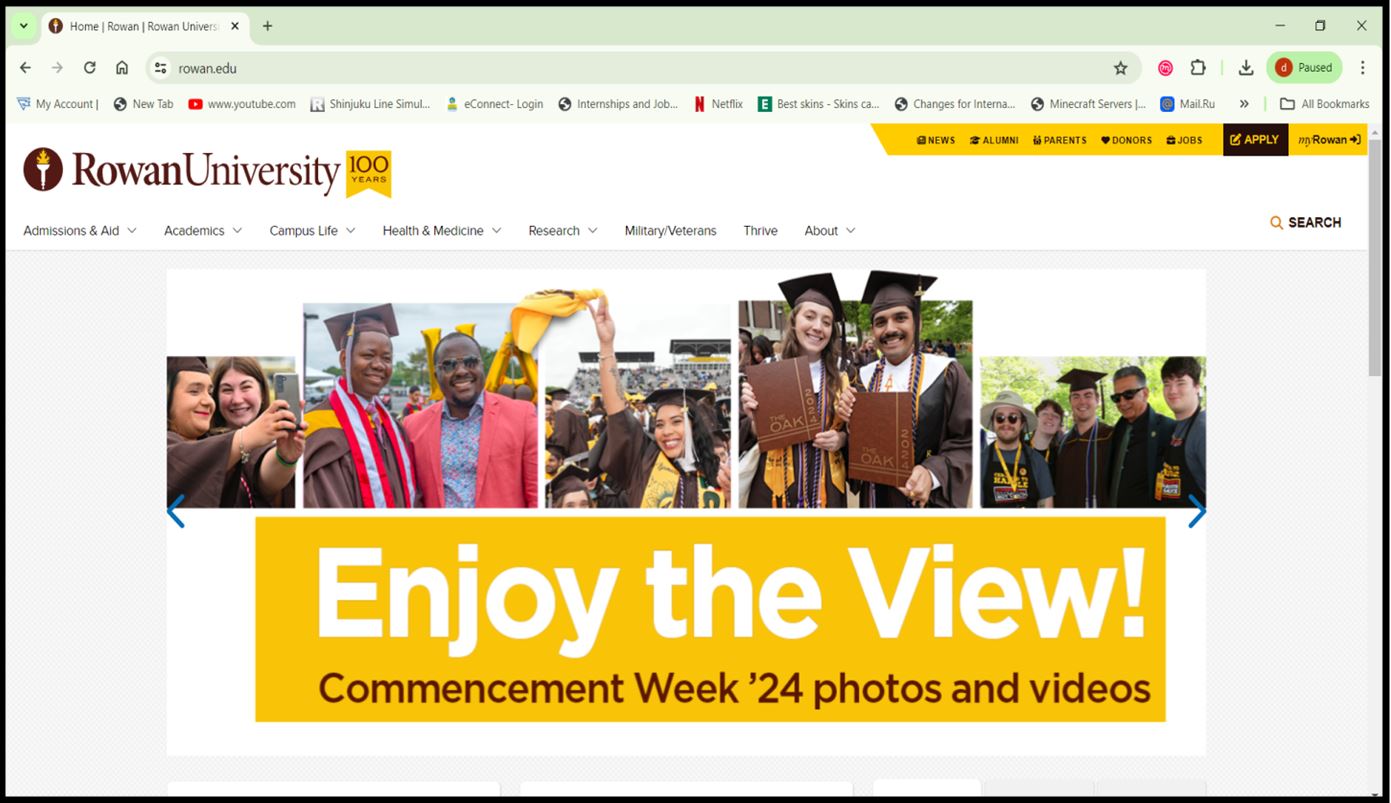 Home | Rowan | Rowan Univers
rowan.edu
d Paused
My Account | New Tab www.youtube.com Shinjuku Line Simul... eConnect- Login Internships and Job... Netflix Best skins - Skins ca... Changes for Interna... Minecraft Servers |... Mail.Ru » All Bookmarks
NEWS ALUMNI PARENTS DONORS JOBS APPLY myRowan
RowanUniversity 100 YEARS
SEARCH
Admissions & Aid Academics Campus Life Health & Medicine Research Military/Veterans Thrive About
THE OAK 2024
THE OAK 2024
Enjoy the View!
Commencement Week ’24 photos and videos